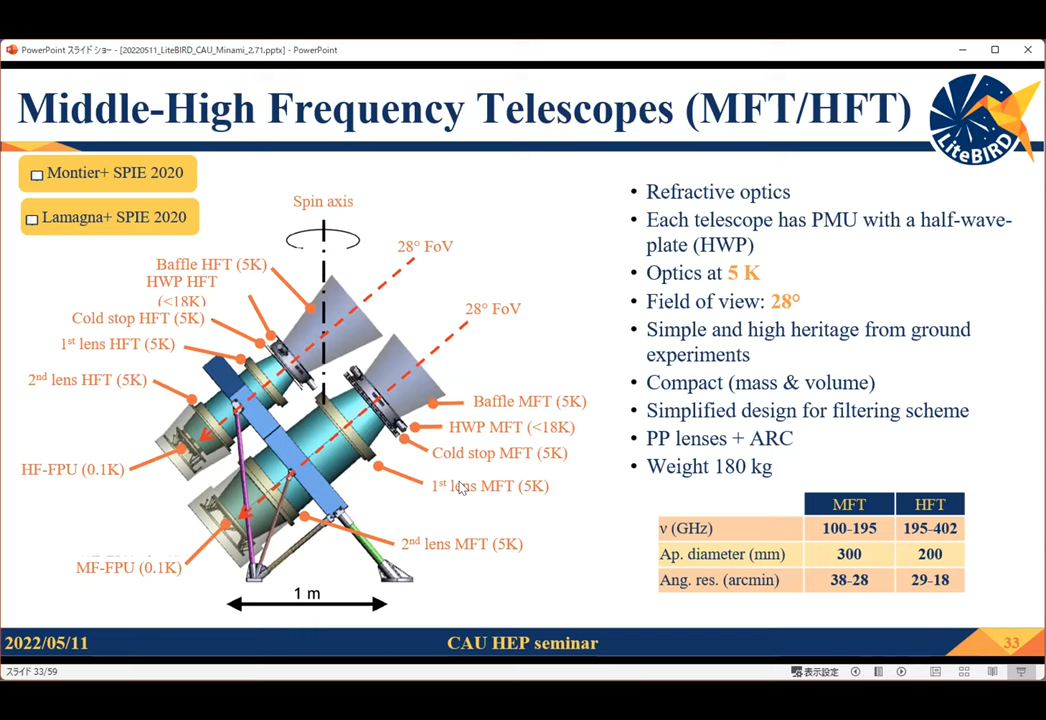 PowerPoint スライド ショー - [20220511_LiteBIRD_CAU_Minami_2.71.pptx] - PowerPoint
Middle-High Frequency Telescopes (MFT/HFT)
LiteBIRD
Montier+ SPIE 2020
Lamagna+ SPIE 2020
Spin axis
28° FoV
28° FoV
Baffle HFT (5K)
HWP HFT
(<18K)
Cold stop HFT (5K)
1st lens HFT (5K)
2nd lens HFT (5K)
HF-FPU (0.1K)
MF-FPU (0.1K)
Baffle MFT (5K)
HWP MFT (<18K)
Cold stop MFT (5K)
1st lens MFT (5K)
2nd lens MFT (5K)
1 m
• Refractive optics
• Each telescope has PMU with a half-wave-
plate (HWP)
• Optics at 5 K
• Field of view: 28°
• Simple and high heritage from ground
experiments
• Compact (mass & volume)
• Simplified design for filtering scheme
• PP lenses + ARC
• Weight 180 kg
MFT HFT
ν (GHz) 100-195 195-402
Ap. diameter (mm) 300 200
Ang. res. (arcmin) 38-28 29-18
2022/05/11 CAU HEP seminar 33
スライド 33/59 表示設定